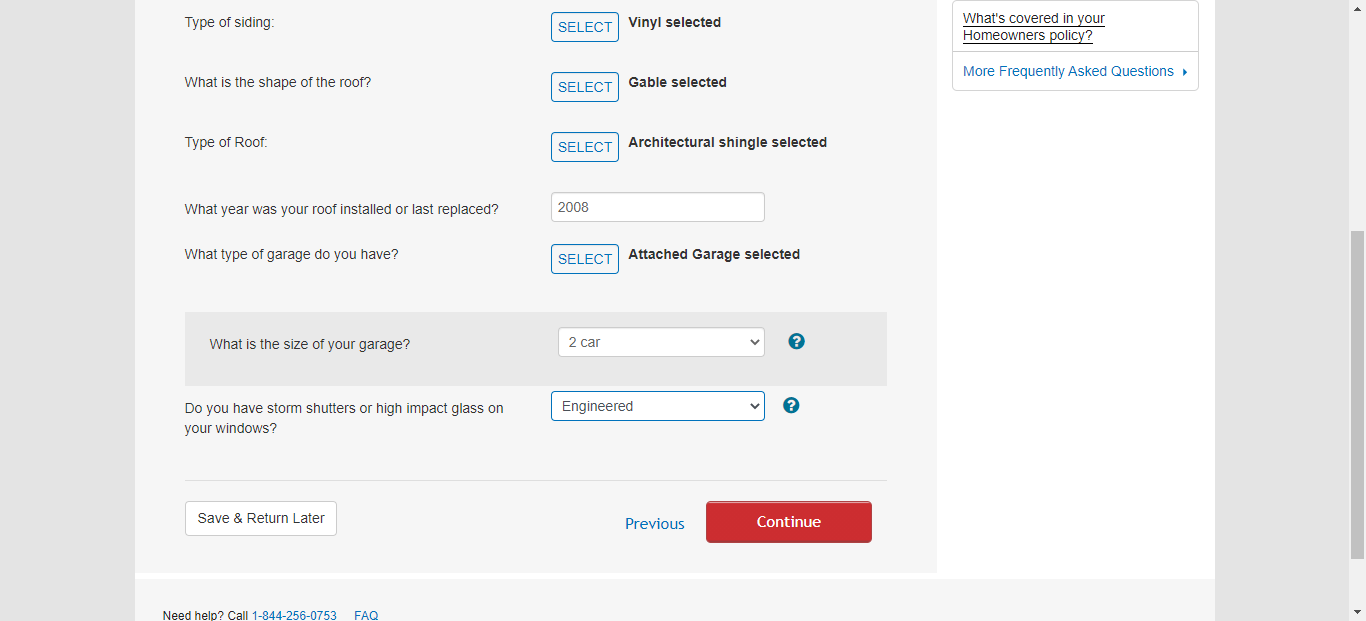 Type of siding:
SELECT
Vinyl selected
What's covered in your
Homeowners policy?
More Frequently Asked Questions
What is the shape of the roof?
SELECT
Gable selected
Type of Roof:
SELECT
Architectural shingle selected
What year was your roof installed or last replaced?
2008
What type of garage do you have?
SELECT
Attached Garage selected
What is the size of your garage?
2 car
?
Do you have storm shutters or high impact glass on
your windows?
Engineered
?
Save & Return Later
Previous
Continue
Need help? Call 1-844-256-0753 FAQ